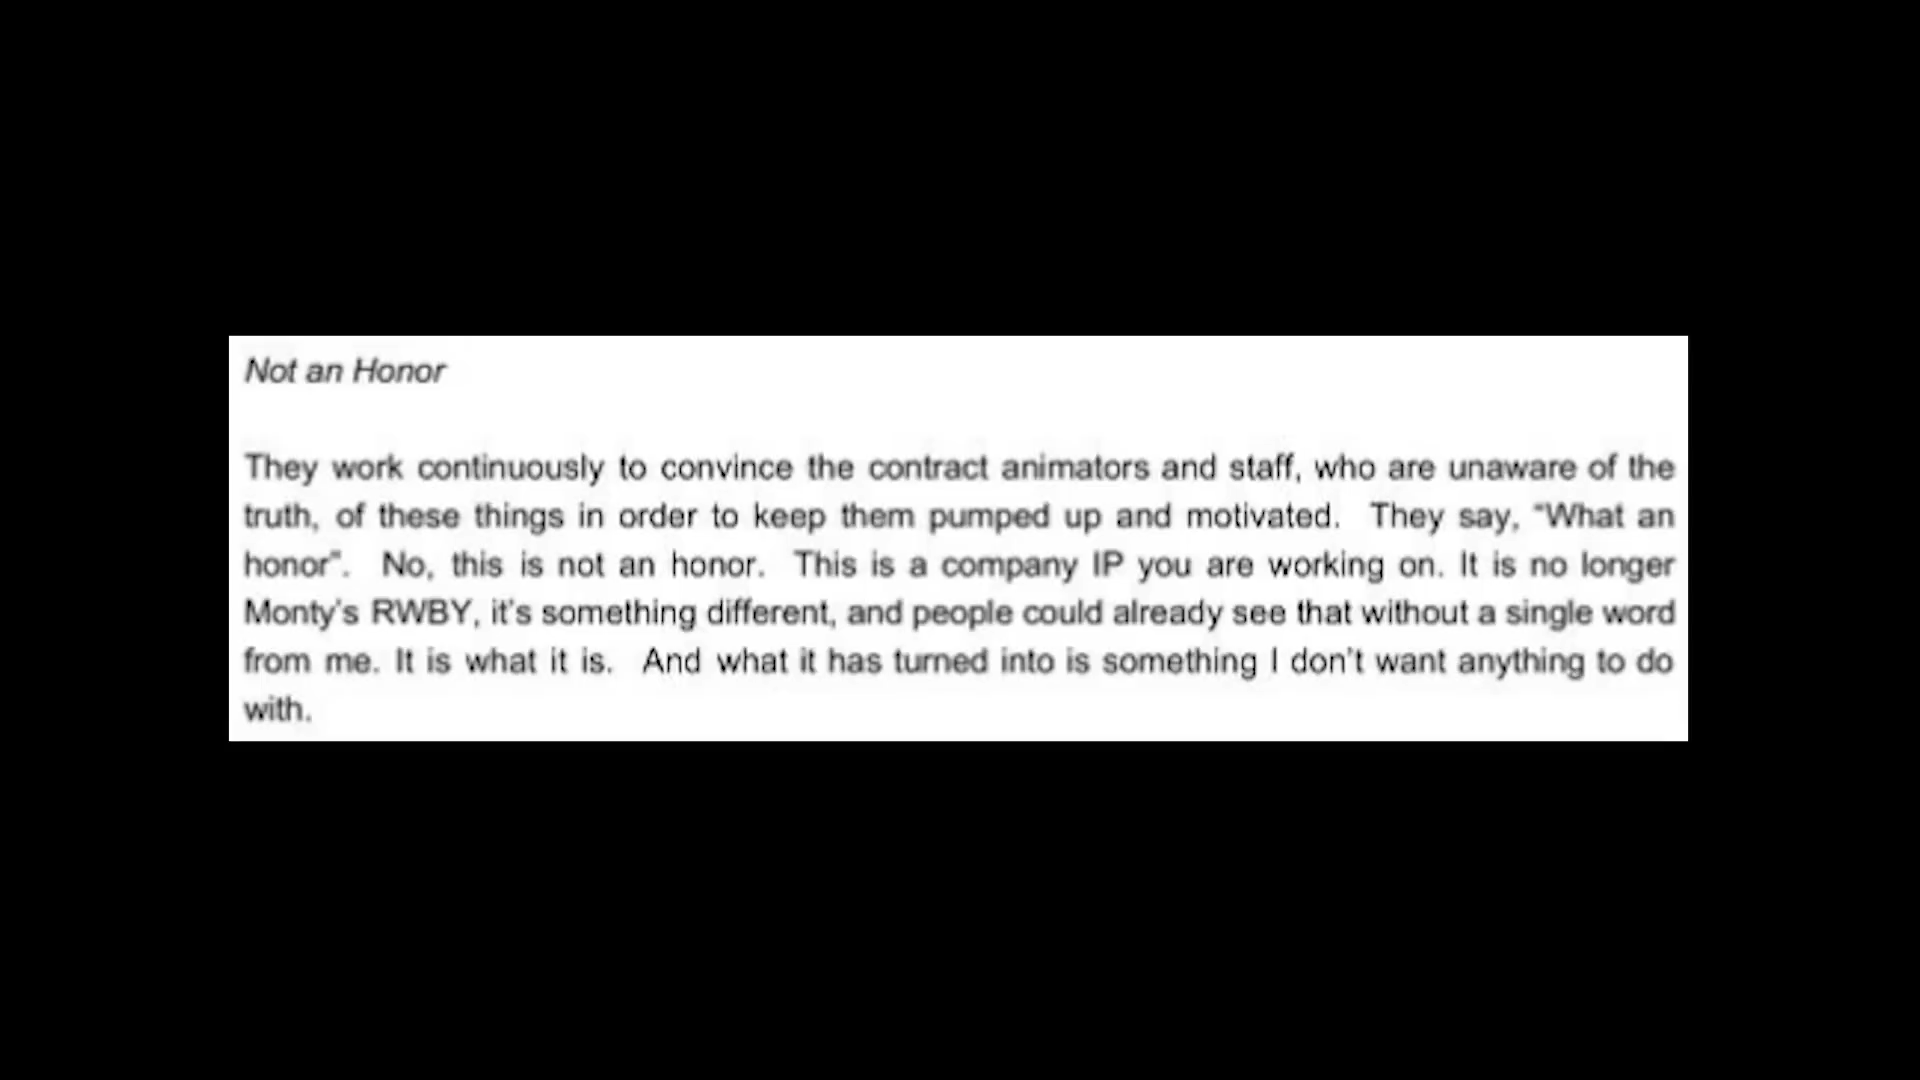 Not an Honor
They work continuously to convince the contract animators and staff, who are unaware of the
truth, of these things in order to keep them pumped up and motivated.  They say, “What an
honor”.  No, this is not an honor.  This is a company IP you are working on. It is no longer
Monty’s RWBY, it’s something different, and people could already see that without a single word
from me. It is what it is.  And what it has turned into is something I don’t want anything to do
with.